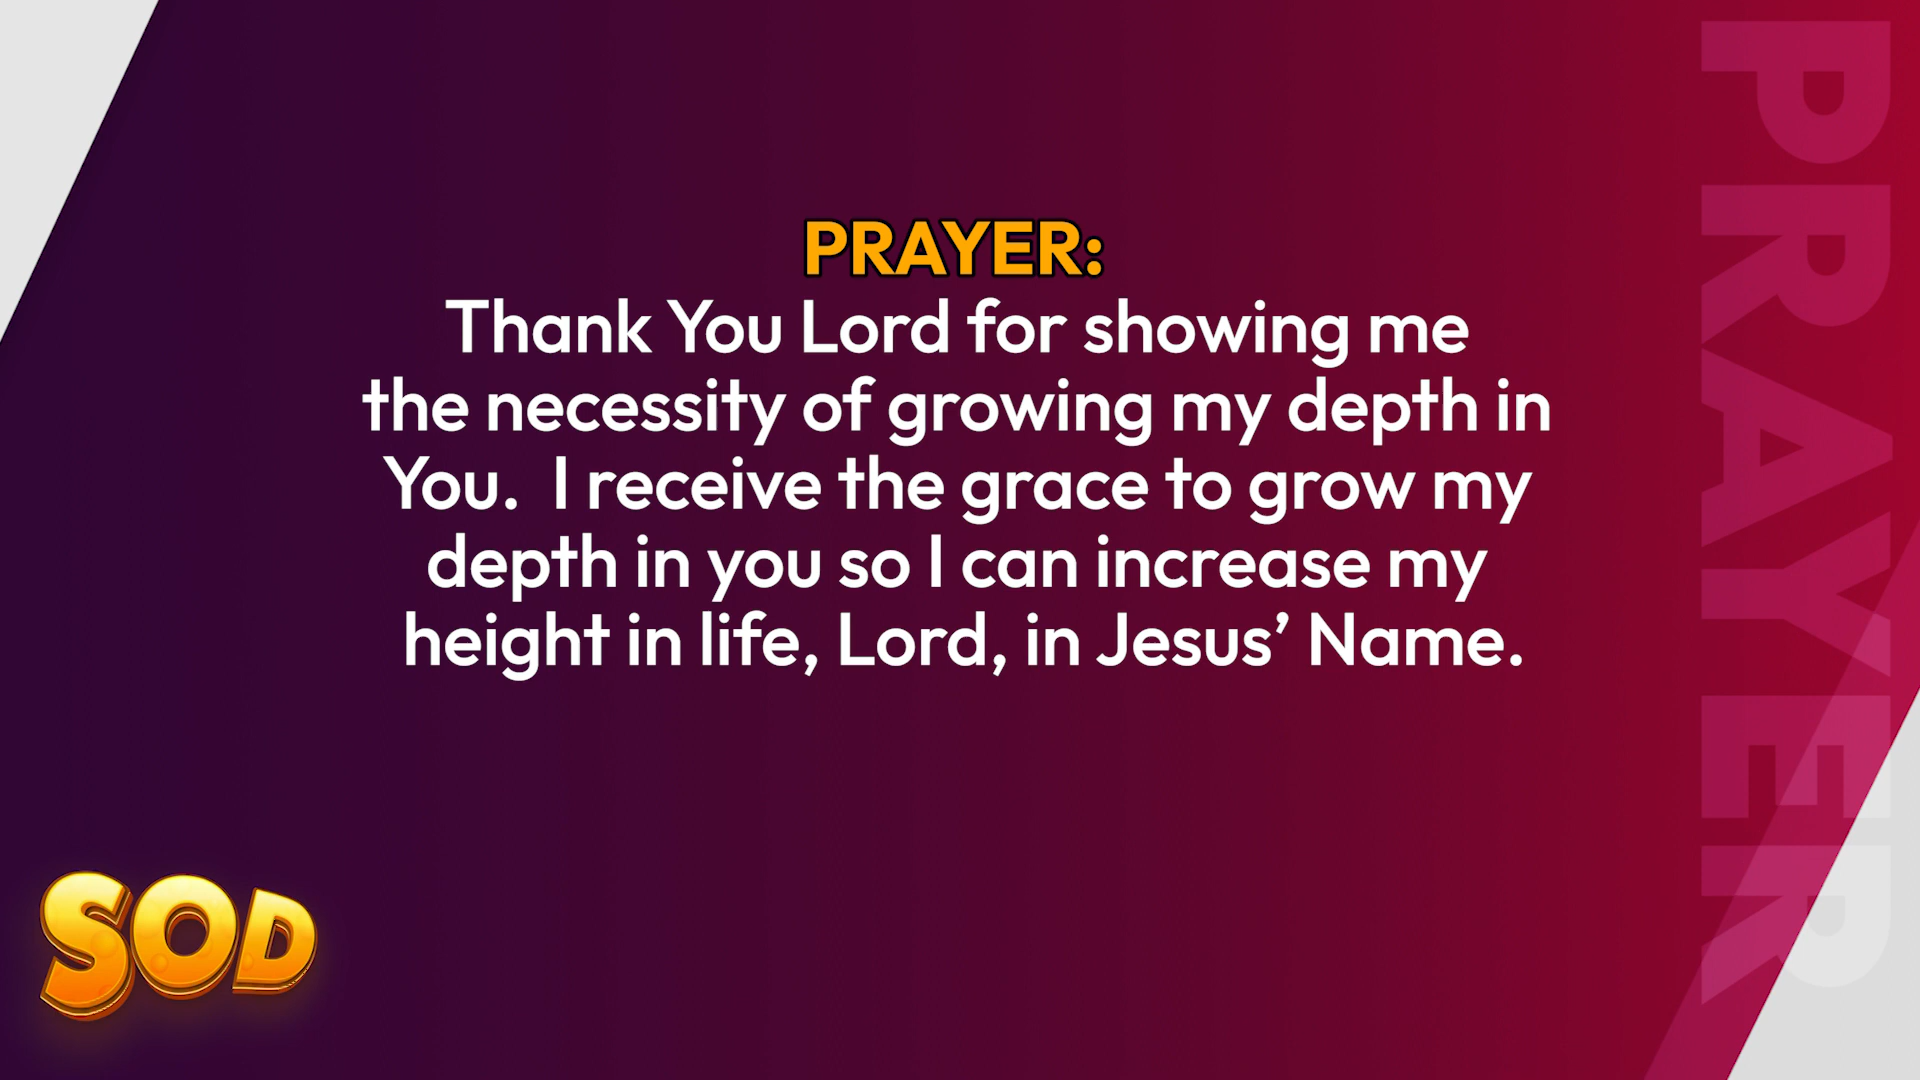 PRAYER:
Thank You Lord for showing me
the necessity of growing my depth in
You.  I receive the grace to grow my
depth in you so I can increase my
height in life, Lord, in Jesus’ Name.
SOD
PRAYER